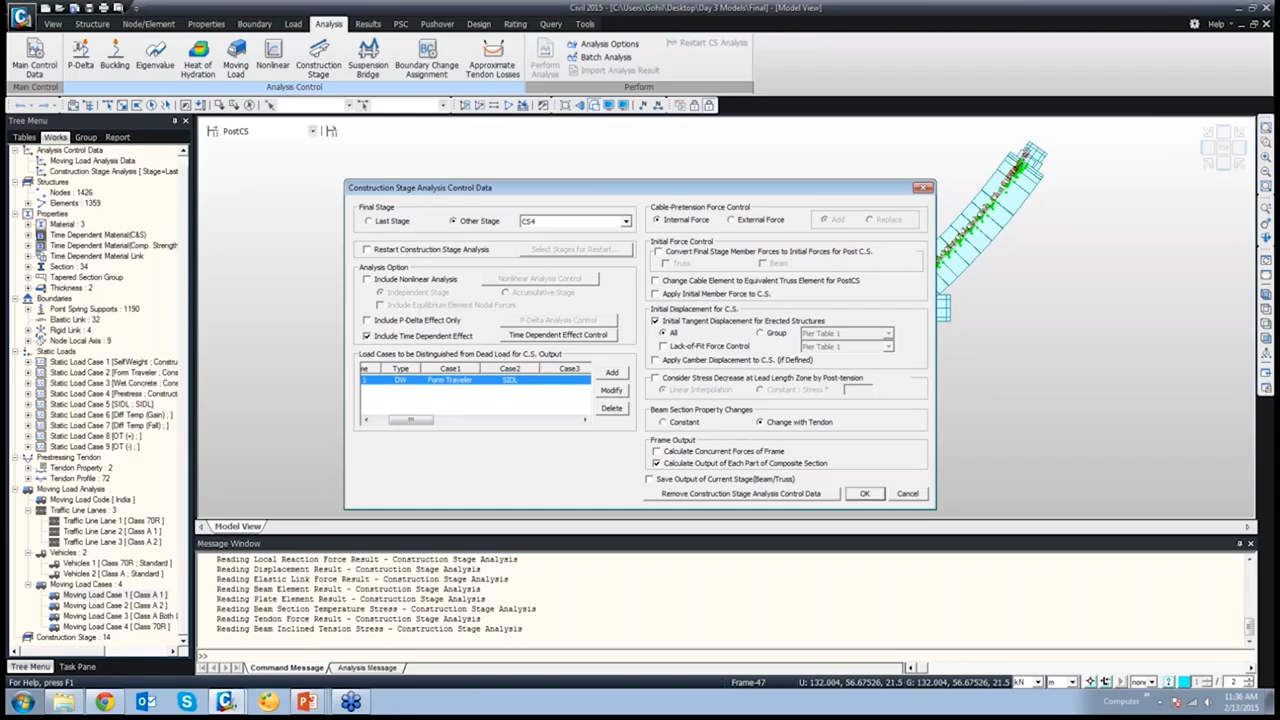 Civil 2015 - [C:\Users\Gohil\Desktop\Day 3 Models\Final] - [Model View]
View Structure Node/Element Properties Boundary Load Analysis Results PSC Pushover Design Rating Query Tools Help
Main Control Data P-Delta Buckling Eigenvalue Heat of Hydration Moving Load Nonlinear Construction Stage Suspension Bridge Boundary Change Assignment Approximate Tendon Losses Perform Analysis
Analysis Options
Batch Analysis
Import Analysis Result
Restart CS Analysis
Main Control Analysis Control Perform
Tree Menu
Tables Works Group Report
Analysis Control Data
Moving Load Analysis Data
Construction Stage Analysis [ Stage=Last
Structures
Nodes : 1426
Elements : 1359
Properties
Material : 3
Time Dependent Material(C&S)
Time Dependent Material(Comp. Strength
Time Dependent Material Link
Section : 34
Tapered Section Group
Thickness : 2
Boundaries
Point Spring Supports : 1190
Elastic Link : 32
Rigid Link : 4
Node Local Axis : 9
Static Loads
Static Load Case 1 [SelfWeight ; Constr
Static Load Case 2 [Form Traveler ; Con
Static Load Case 3 [Wet Concrete ; Con
Static Load Case 4 [Prestress ; Construct
Static Load Case 5 [SIDL ; SIDL]
Static Load Case 6 [Diff Temp (Gain) ; ]
Static Load Case 7 [Diff Temp (Fall) ; ]
Static Load Case 8 [OT (+) ; ]
Static Load Case 9 [OT (-) ; ]
Prestressing Tendon
Tendon Property : 2
Tendon Profile : 72
Moving Load Analysis
Moving Load Code [ India ]
Traffic Line Lanes : 3
Traffic Line Lane 1 [ Class 70R ]
Traffic Line Lane 2 [ Class A 1 ]
Traffic Line Lane 3 [ Class A 2 ]
Vehicles : 2
Vehicles 1 [ Class 70R ; Standard ]
Vehicles 2 [ Class A ; Standard ]
Moving Load Cases : 4
Moving Load Case 1 [ Class A 1 ]
Moving Load Case 2 [ Class A 2 ]
Moving Load Case 3 [ Class A Both L
Moving Load Case 4 [ Class 70R ]
Construction Stage : 14
Tree Menu Task Pane
PostCS
Construction Stage Analysis Control Data
Final Stage
Last Stage Other Stage CS4
Restart Construction Stage Analysis Select Stages for Restart...
Analysis Option
Include Nonlinear Analysis Nonlinear Analysis Control
Independent Stage Accumulative Stage
Include Equilibrium Element Nodal Forces
Include P-Delta Effect Only P-Delta Analysis Control
Include Time Dependent Effect Time Dependent Effect Control
Load Cases to be Distinguished from Dead Load for C.S. Output
ne Type Case1 Case2 Case3
1 DW Form Traveler SIDL
Add
Modify
Delete
Cable-Pretension Force Control
Internal Force External Force Add Replace
Initial Force Control
Convert Final Stage Member Forces to Initial Forces for Post C.S.
Truss Beam
Change Cable Element to Equivalent Truss Element for PostCS
Apply Initial Member Force to C.S.
Initial Displacement for C.S.
Initial Tangent Displacement for Erected Structures
All Group Pier Table 1
Lack-of-Fit Force Control Pier Table 1
Apply Camber Displacement to C.S. (if Defined)
Consider Stress Decrease at Lead Length Zone by Post-tension
Linear Interpolation Constant : Stress *
Beam Section Property Changes
Constant Change with Tendon
Frame Output
Calculate Concurrent Forces of Frame
Calculate Output of Each Part of Composite Section
Save Output of Current Stage(Beam/Truss)
Remove Construction Stage Analysis Control Data OK Cancel
Model View
Message Window
Reading Local Reaction Force Result - Construction Stage Analysis
Reading Displacement Result - Construction Stage Analysis
Reading Elastic Link Force Result - Construction Stage Analysis
Reading Beam Element Result - Construction Stage Analysis
Reading Plate Element Result - Construction Stage Analysis
Reading Beam Section Temperature Stress - Construction Stage Analysis
Reading Tendon Force Result - Construction Stage Analysis
Reading Beam Inclined Tension Stress - Construction Stage Analysis
>>
Command Message Analysis Message
For Help, press F1 Frame-47 U: 132.004, 56.67526, 21.5 G: 132.004, 56.67526, 21.5 kN m none 1 / 2
Computer 11:36 AM
2/13/2015